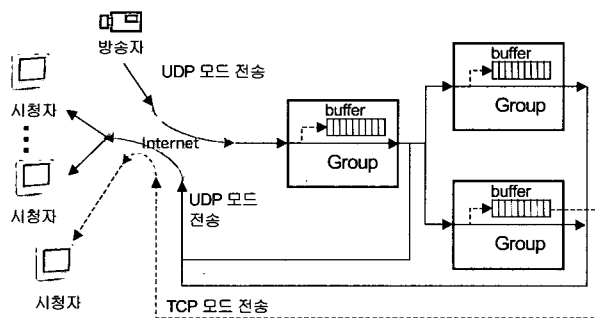 방송자
UDP 모드 전송
시청자
시청자
시청자
Internet
UDP 모드
전송
TCP 모드 전송
buffer
Group
buffer
Group
buffer
Group